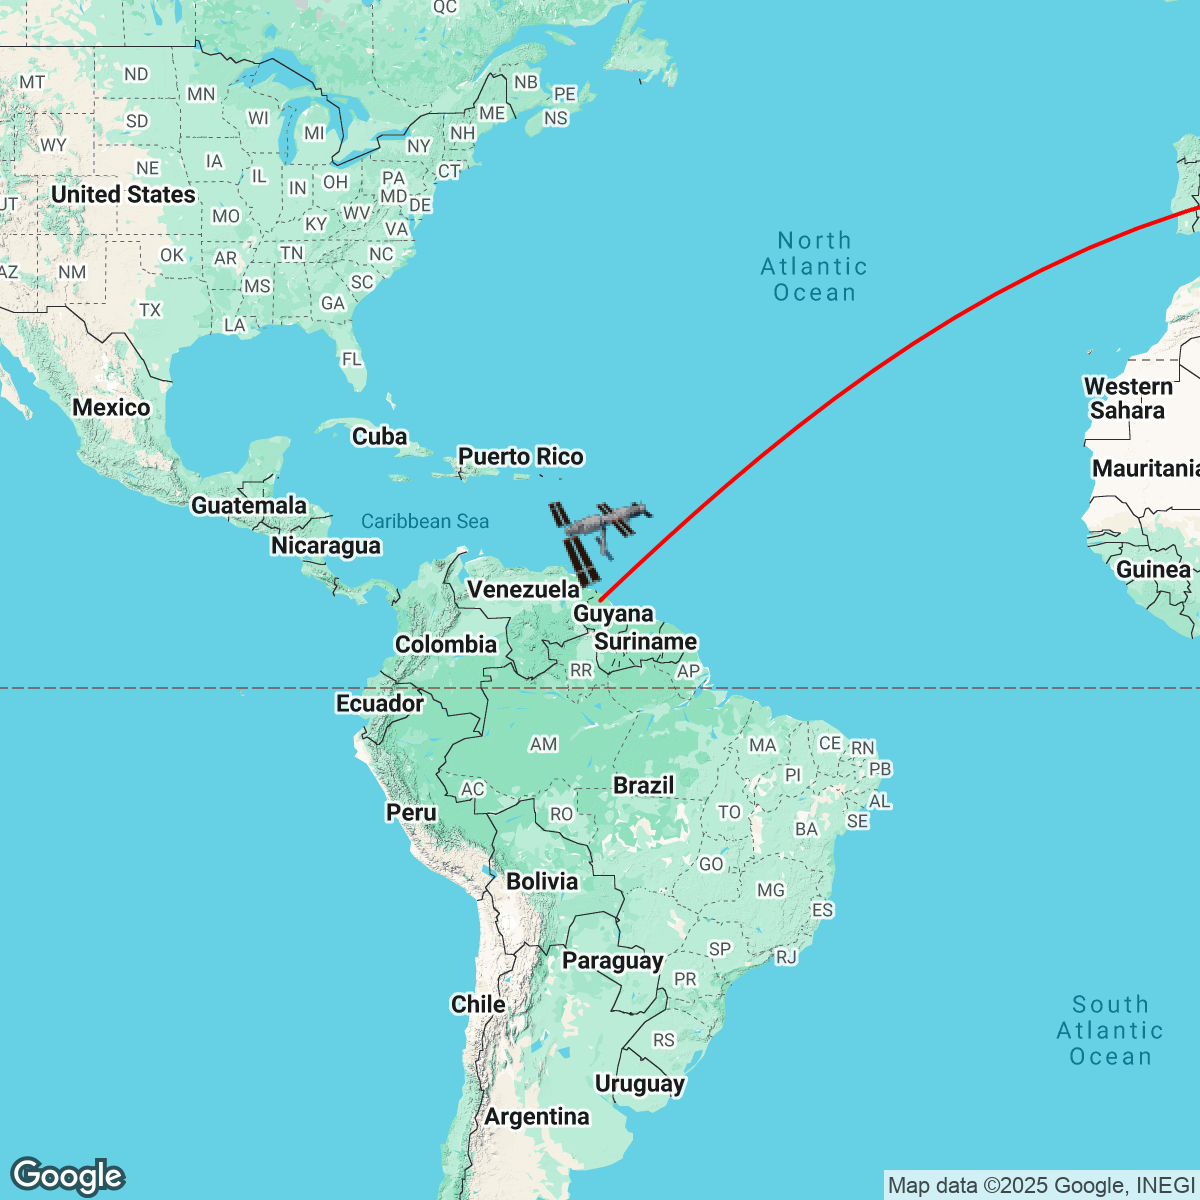 QC
MT
ND
MN
NB
PE
ME
NS
SD
WI
MI
NH
WY
NY
IA
NE
IL
IN
OH
PA
CT
United States
MD
DE
UT
MO
WV
KY
VA
North
Atlantic
Ocean
OK
AR
TN
NC
AZ
NM
MS
SC
TX
GA
LA
FL
Western
Sahara
Mexico
Cuba
Puerto Rico
Mauritania
Guatemala
Caribbean Sea
Nicaragua
Guinea
Venezuela
Guyana
Colombia
Suriname
RR
AP
Ecuador
AM
MA
CE
RN
PI
PB
Brazil
AC
Peru
RO
TO
AL
BA
SE
GO
Bolivia
MG
ES
SP
RJ
Paraguay
PR
Chile
South
Atlantic
Ocean
RS
Uruguay
Argentina
Google
Map data ©2025 Google, INEGI